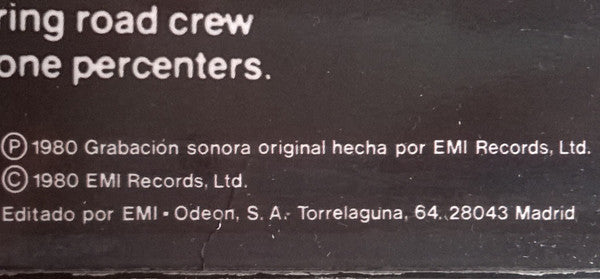 ring road crew
one percenters.
Ⓟ 1980 Grabación sonora original hecha por EMI Records, Ltd.
© 1980 EMI Records, Ltd.
Editado por EMI • Odeon, S. A. Torrelaguna, 64. 28043 Madrid